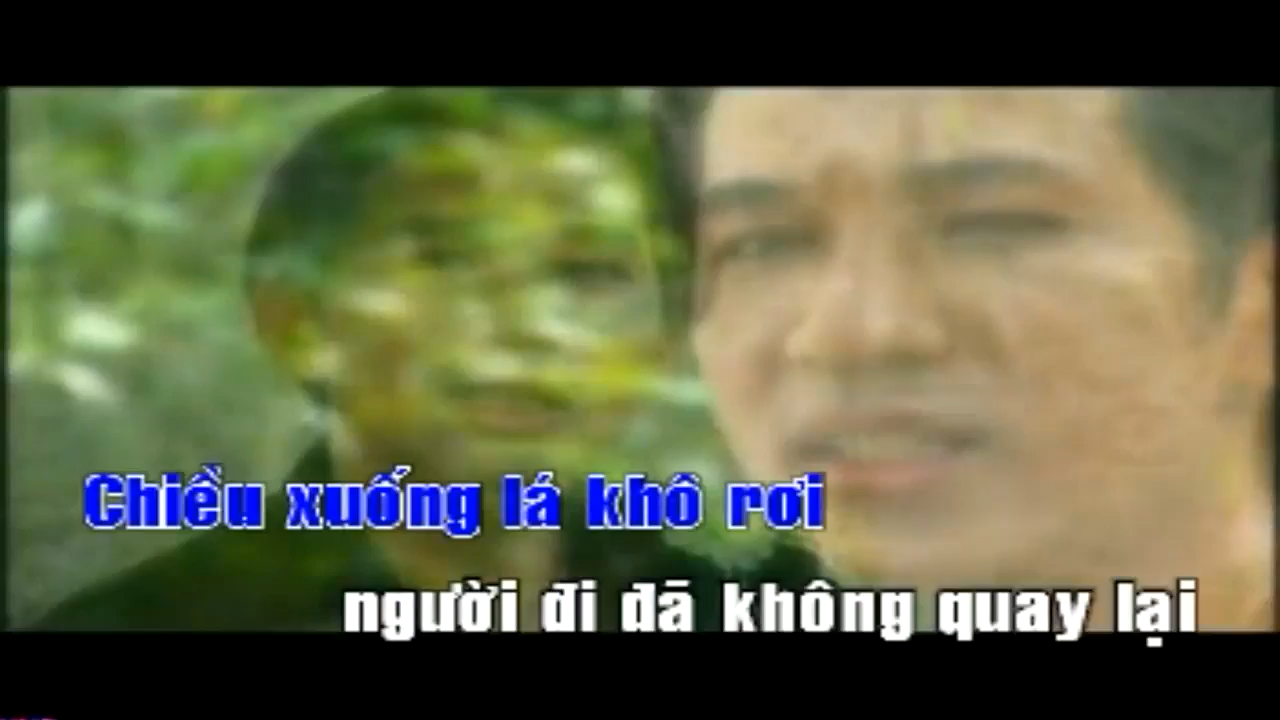 Chiều xuống lá khô rơi
người đi đã không quay lại